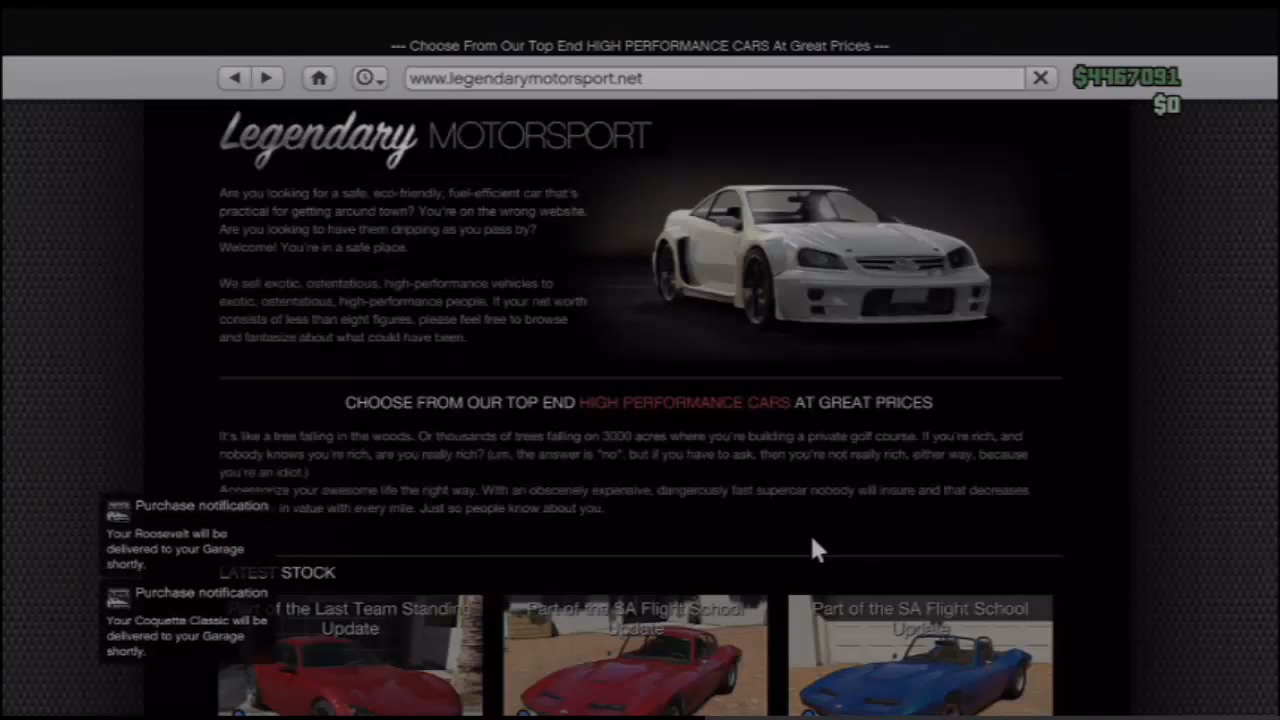 --- Choose From Our Top End HIGH PERFORMANCE CARS At Great Prices ---
www.legendarymotorsport.net
$4467091
$0
Legendary MOTORSPORT
Are you looking for a safe, eco-friendly, fuel-efficient car that's
practical for getting around town? You're on the wrong website.
Are you looking to have them dripping as you pass by?
Welcome! You're in a safe place.
We sell exotic, ostentatious, high-performance vehicles to
exotic, ostentatious, high-performance people. If your net worth
consists of less than eight figures, please feel free to browse
and fantasize about what could have been.
CHOOSE FROM OUR TOP END HIGH PERFORMANCE CARS AT GREAT PRICES
It's like a tree falling in the woods. Or thousands of trees falling on 3000 acres where you're building a private golf course. If you're rich, and
nobody knows you're rich, are you really rich? (um, the answer is "no", but if you have to ask, then you're not really rich, either way, because
you're an idiot.)
Accessorize your awesome life the right way. With an obscenely expensive, dangerously fast supercar nobody will insure and that decreases
in value with every mile. Just so people know about you.
Purchase notification
Your Roosevelt will be
delivered to your Garage
shortly.
LATEST STOCK
Purchase notification
Your Coquette Classic will be
delivered to your Garage
shortly.
Part of the Last Team Standing
Update
Part of the SA Flight School
Update
Part of the SA Flight School
Update